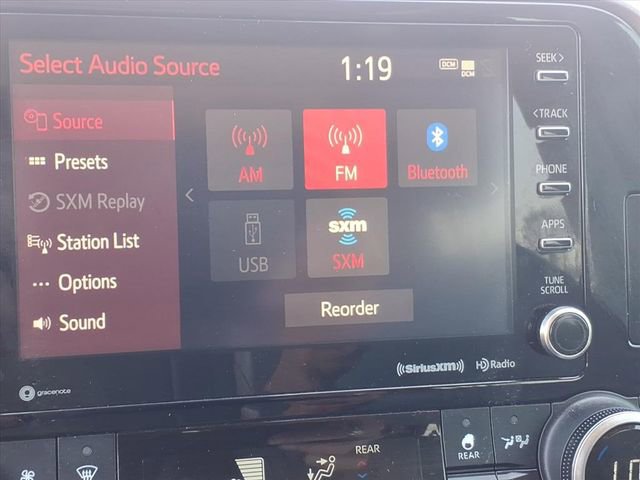 Select Audio Source
1:19
DCM
DCM
Source
Presets
SXM Replay
Station List
Options
Sound
AM
FM
Bluetooth
USB
sxm
SXM
Reorder
SEEK>
<TRACK
PHONE
APPS
TUNE
SCROLL
gracenote
((SiriusXM))
HD Radio
REAR
REAR